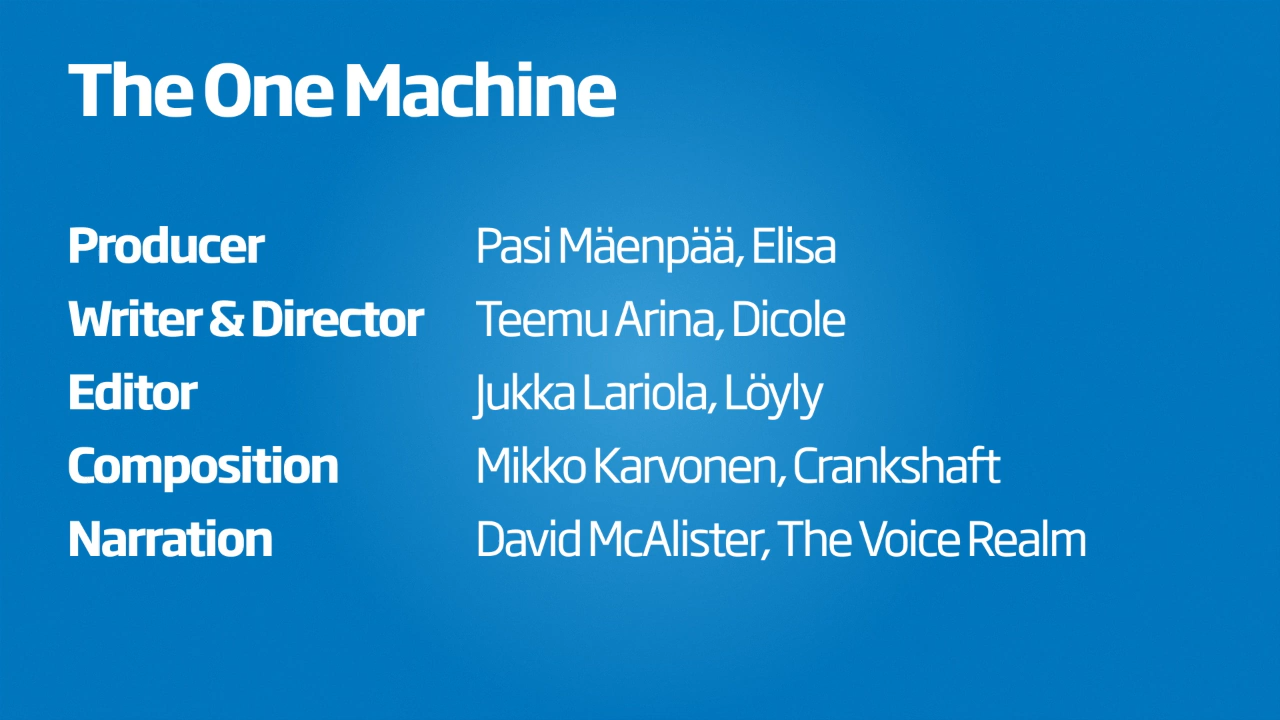 The One Machine
Producer Pasi Mäenpää, Elisa
Writer & Director Teemu Arina, Dicole
Editor Jukka Lariola, Löyly
Composition Mikko Karvonen, Crankshaft
Narration David McAlister, The Voice Realm